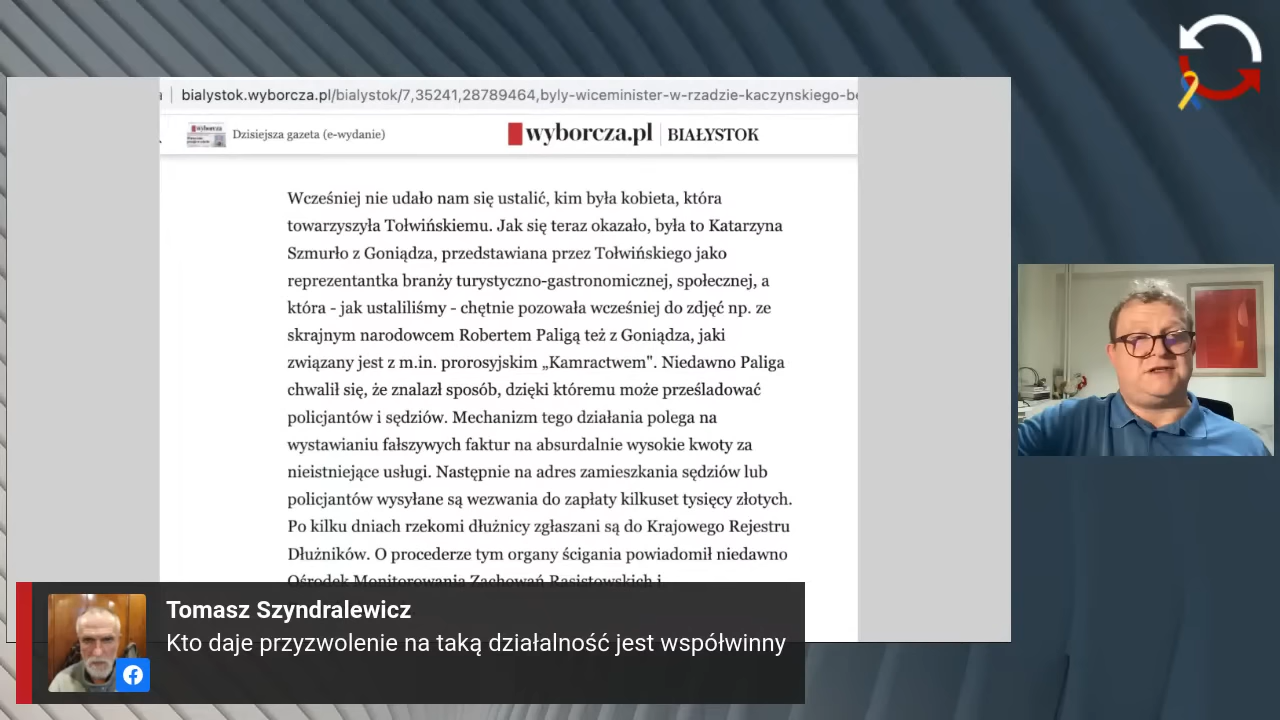 bialystok.wyborcza.pl/bialystok/7,35241,28789464,byly-wiceminister-w-rzadzie-kaczynskiego-be
wyborcza
Dzisiejsza gazeta (e-wydanie)
wyborcza.pl BIAŁYSTOK
Wcześniej nie udało nam się ustalić, kim była kobieta, która
towarzyszyła Tołwińskiemu. Jak się teraz okazało, była to Katarzyna
Szmurło z Goniądza, przedstawiana przez Tołwińskiego jako
reprezentantka branży turystyczno-gastronomicznej, społecznej, a
która - jak ustaliliśmy - chętnie pozowała wcześniej do zdjęć np. ze
skrajnym narodowcem Robertem Paligą też z Goniądza, jaki
związany jest z m.in. prorosyjskim „Kamractwem". Niedawno Paliga
chwalił się, że znalazł sposób, dzięki któremu może prześladować
policjantów i sędziów. Mechanizm tego działania polega na
wystawianiu fałszywych faktur na absurdalnie wysokie kwoty za
nieistniejące usługi. Następnie na adres zamieszkania sędziów lub
policjantów wysyłane są wezwania do zapłaty kilkuset tysięcy złotych.
Po kilku dniach rzekomi dłużnicy zgłaszani są do Krajowego Rejestru
Dłużników. O procederze tym organy ścigania powiadomił niedawno
Ośrodek Monitorowania Zachowań Rasistowskich i
Tomasz Szyndralewicz
Kto daje przyzwolenie na taką działalność jest współwinny